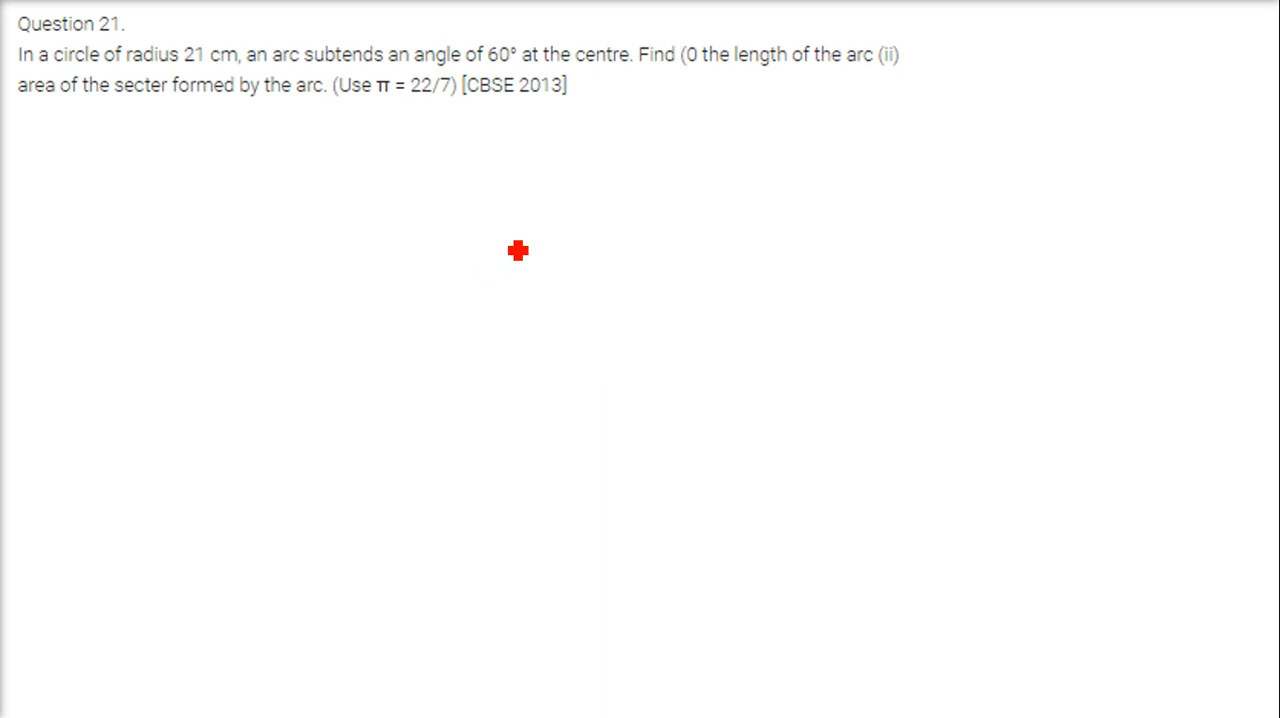 Question 21.
In a circle of radius 21 cm, an arc subtends an angle of 60° at the centre. Find (0 the length of the arc (ii)
area of the secter formed by the arc. (Use π = 22/7) [CBSE 2013]